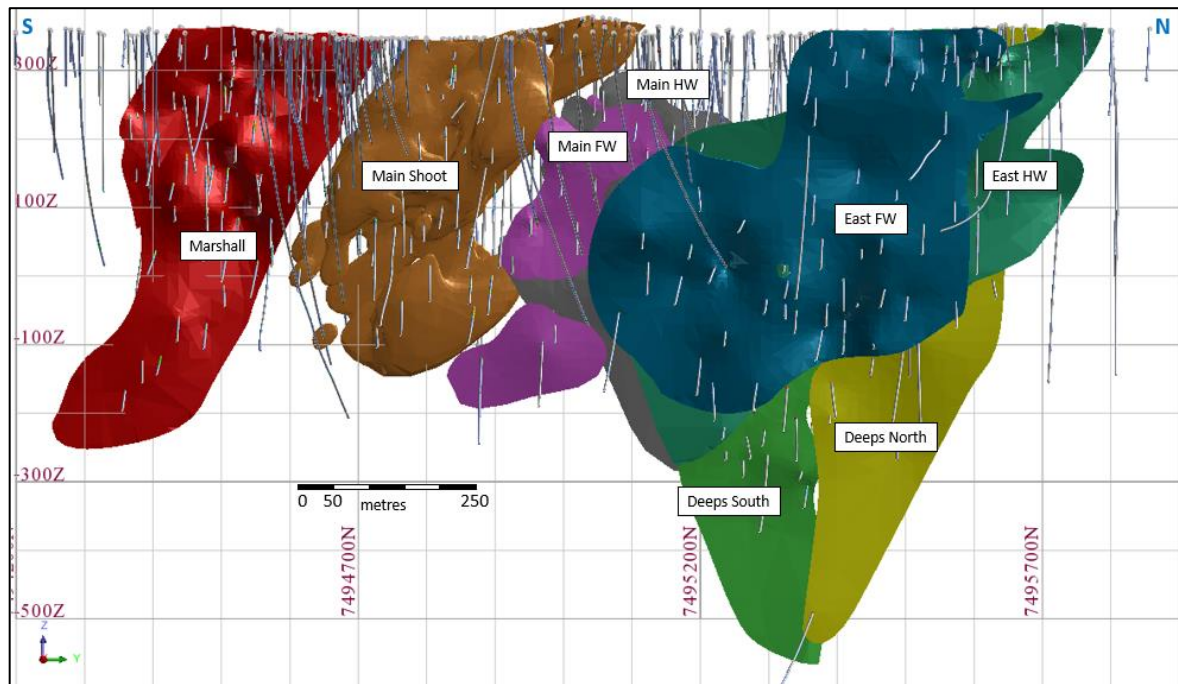 S
N
300Z
Main HW
Main FW
Main Shoot
East HW
100Z
East FW
Marshall
-100Z
Deeps North
-300Z
Deeps South
0 50 250
metres
7494700N
7495200N
7495700N
-500Z
Z
Y